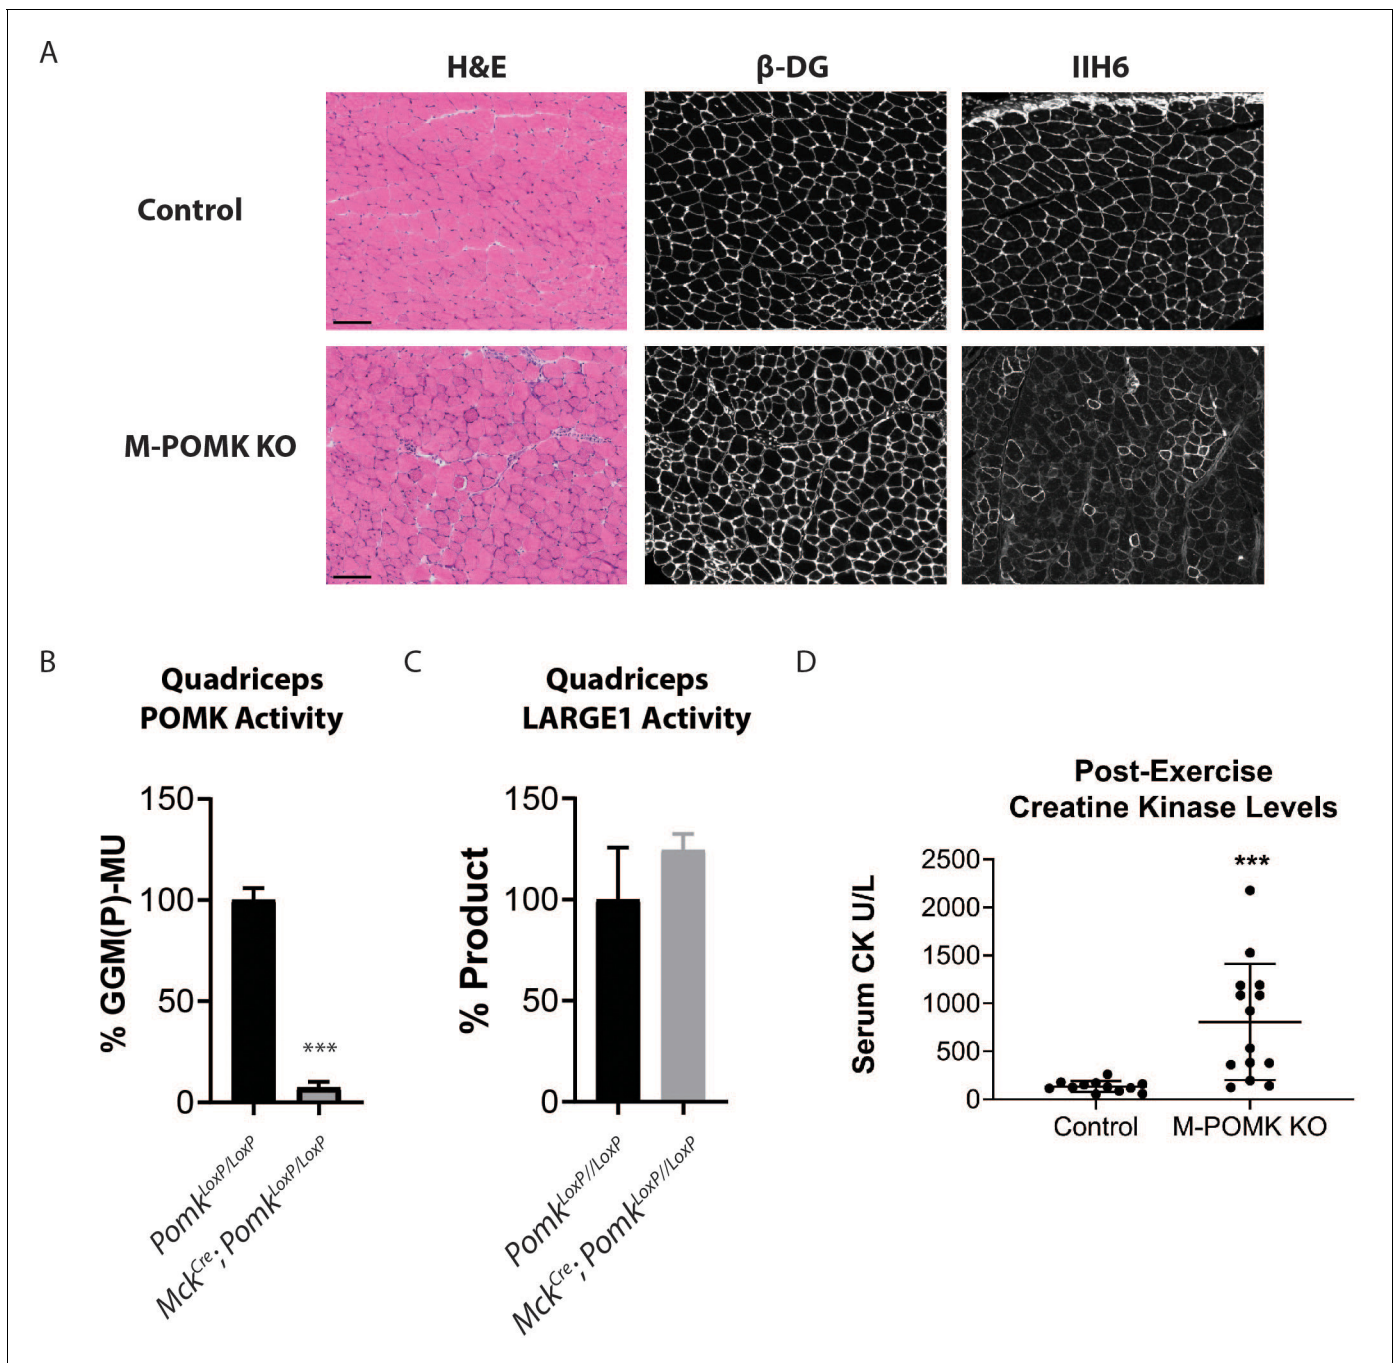 A
H&E
β-DG
IIH6
Control
M-POMK KO
B
Quadriceps
POMK Activity
% GGM(P)-MU
150
100
50
0
***
Pomk^LoxP/LoxP
Mck^Cre; Pomk^LoxP/LoxP
C
Quadriceps
LARGE1 Activity
% Product
150
100
50
0
Pomk^LoxP//LoxP
Mck^Cre; Pomk^LoxP//LoxP
D
Post-Exercise
Creatine Kinase Levels
Serum CK U/L
2500
2000
1500
1000
500
0
***
Control
M-POMK KO